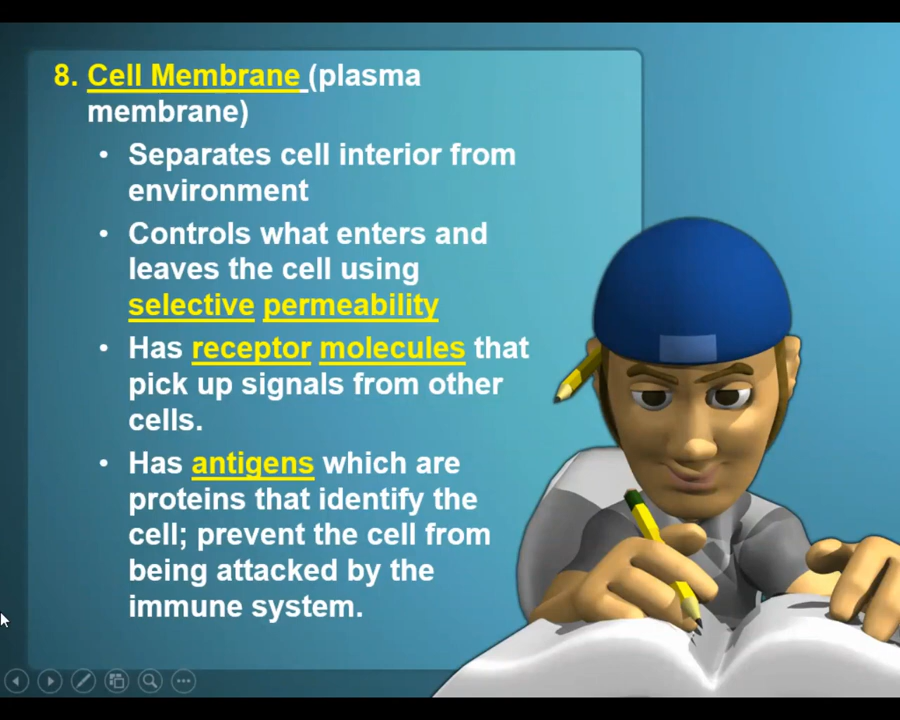 8. Cell Membrane (plasma
membrane)
• Separates cell interior from
environment
• Controls what enters and
leaves the cell using
selective permeability
• Has receptor molecules that
pick up signals from other
cells.
• Has antigens which are
proteins that identify the
cell; prevent the cell from
being attacked by the
immune system.